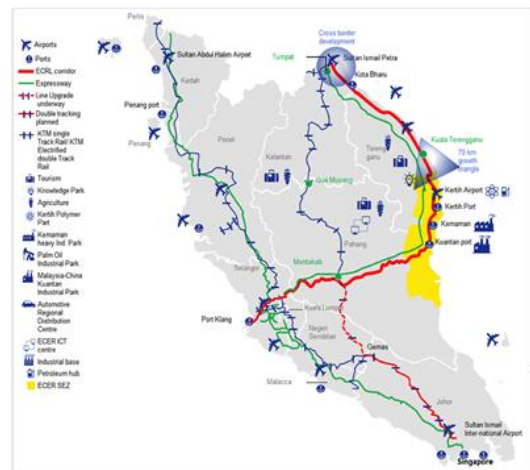 Airports
Ports
ECRL corridor
Expressway
Line Upgrade
underway
Double tracking
planned
KTM single
Track Rail/ KTM
Electrified
double Track
Rail
Tourism
Knowledge Park
Agriculture
Kertih Polymer
Part
Kemaman
heavy Ind. Park
Palm Oil
Industrial Park
Malaysia-China
Kuantan
Industrial Park
Automotive
Regional
Distribution
Centre
ECER ICT
centre
Industrial base
Petroleum hub
ECER SEZ
Perlis
Sultan Abdul Halim Airport
Kedah
Penang port
Penang
Perak
Cross border
development
Tumpat
Sultan Ismail Petra
Kota Bharu
Kuala Terengganu
70 km
growth
triangle
Kelantan
Tereng
ganu
Gua Musang
Kertih Airport
Kertih Port
Kemaman
Kuantan port
Pahang
Mentakab
Selangor
Port Klang
Kuala Lumpur
Negeri
Sembilan
Malacca
Gemas
Johor
Sultan Ismail
Inter-national Airport
Singapore